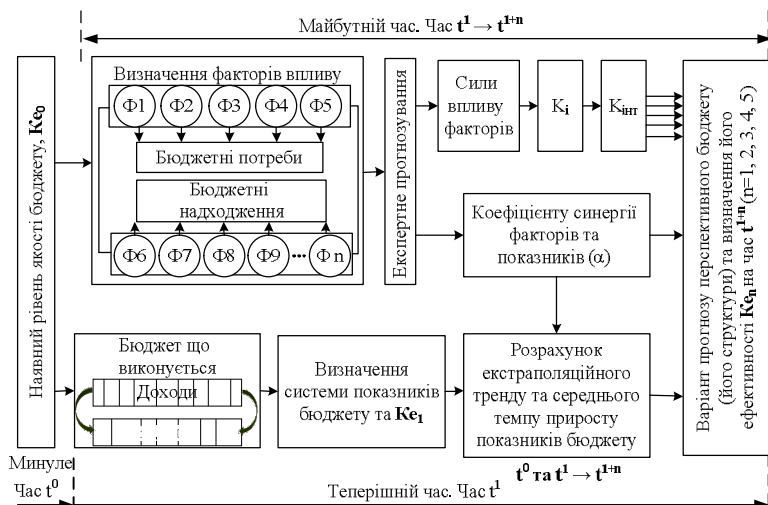 Майбутній час. Час t¹ → t¹⁺ⁿ
Наявний рівень якості бюджету, Ке₀
Визначення факторів впливу
Ф1 Ф2 Ф3 Ф4 Ф5
Бюджетні потреби
Бюджетні
надходження
Ф6 Ф7 Ф8 Ф9 ... Ф n
Експертне прогнозування
Сили
впливу
факторів
Kᵢ
Kінт
Коефіцієнту синергії
факторів та
показників (α)
Бюджет що
виконується
Доходи
Визначення
системи показників
бюджету та Ке₁
Розрахунок
екстраполяційного
тренду та середнього
темпу приросту
показників бюджету
t⁰ та t¹ → t¹⁺ⁿ
Варіант прогнозу перспективного бюджету
(його структури) та визначення його
ефективності Keₙ на час t¹⁺ⁿ (n=1, 2, 3, 4, 5)
Минуле
Час t⁰
Теперішній час. Час t¹